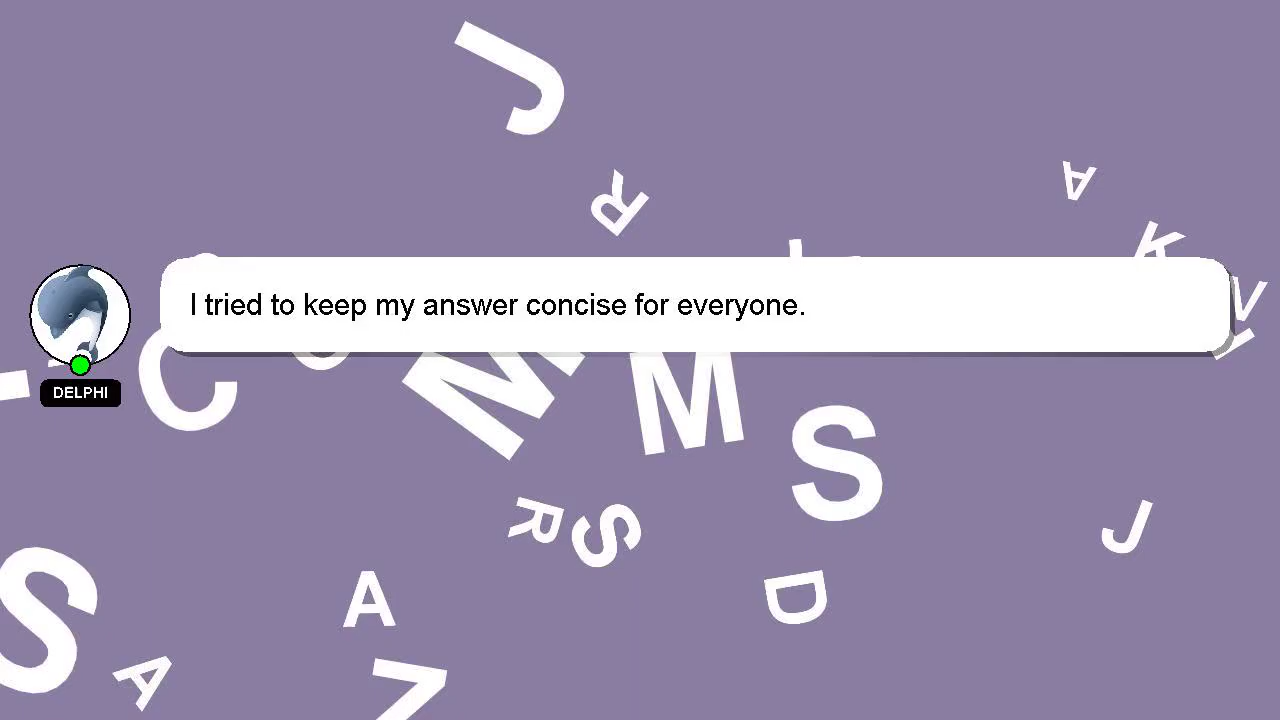 I tried to keep my answer concise for everyone.
DELPHI
J
R
A
K
V
C
M
M
S
R
S
J
S
A
D
A
Z